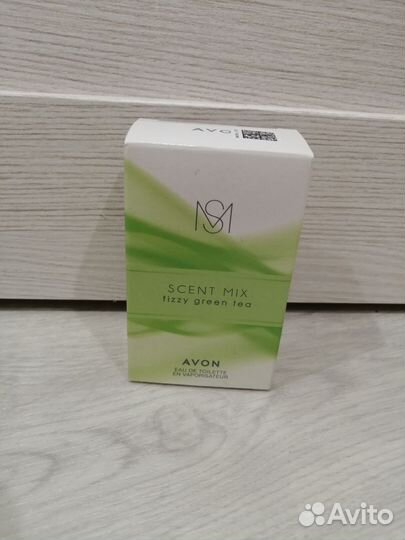 AVON
SM
SCENT MIX
fizzy green tea
AVON
EAU DE TOILETTE
EN VAPORISATEUR
Avito